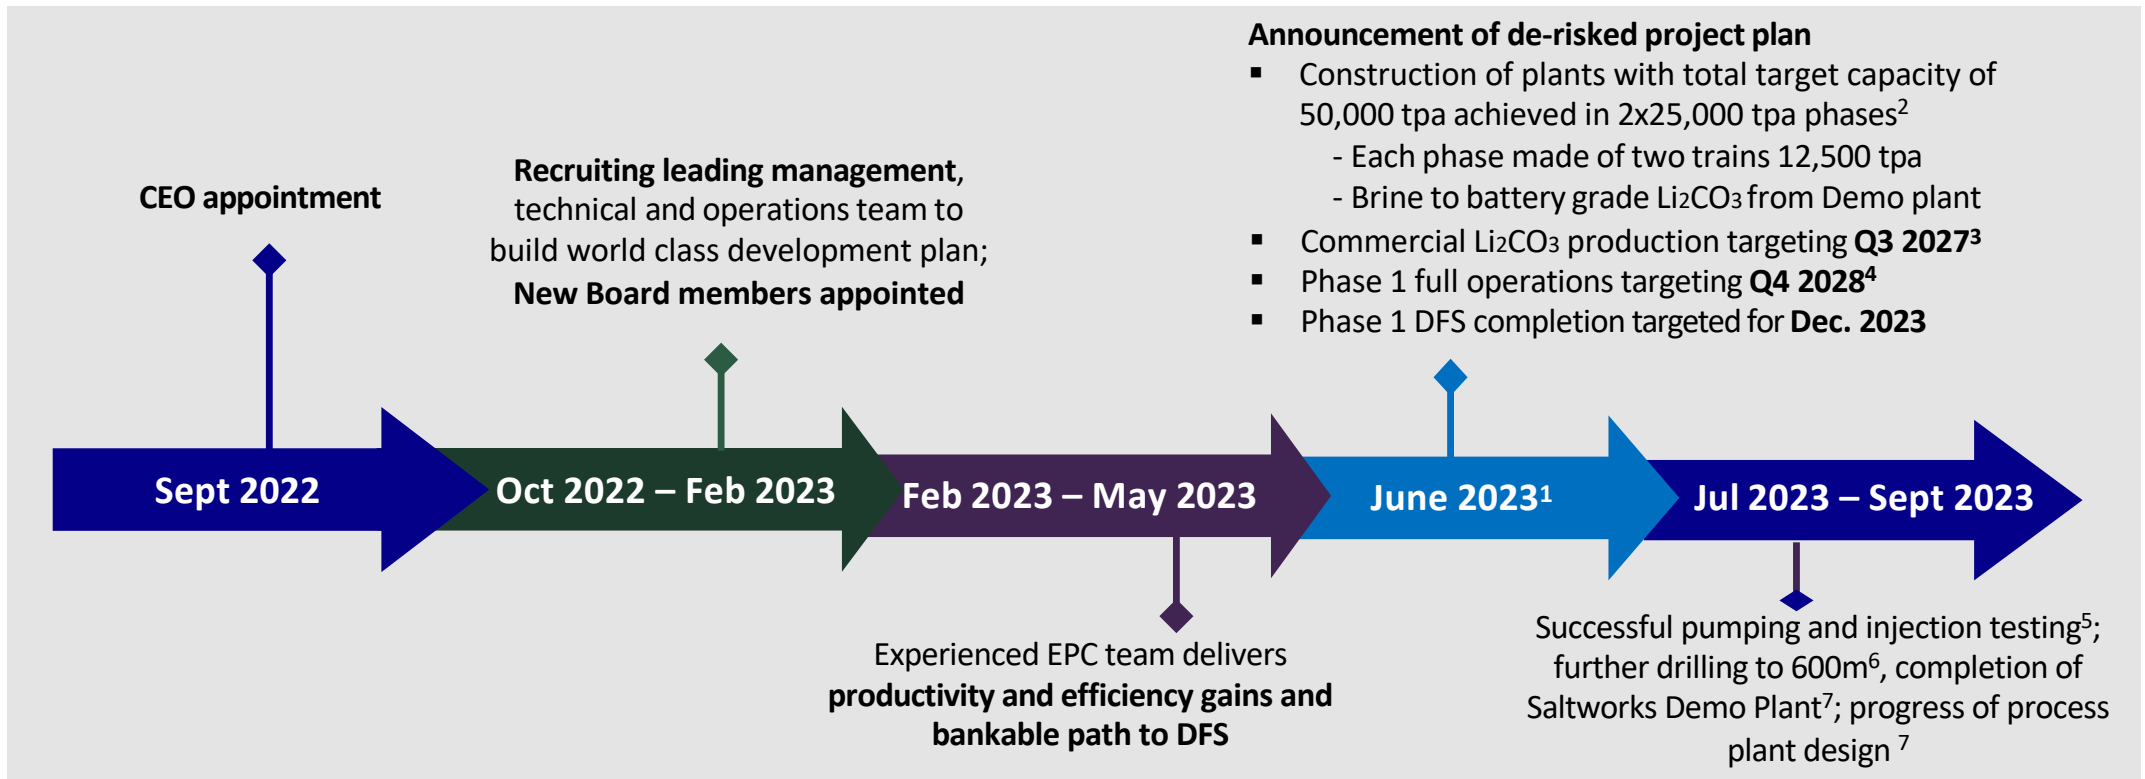 Announcement of de-risked project plan
▪ Construction of plants with total target capacity of
50,000 tpa achieved in 2x25,000 tpa phases²
- Each phase made of two trains 12,500 tpa
- Brine to battery grade Li₂CO₃ from Demo plant
▪ Commercial Li₂CO₃ production targeting Q3 2027³
▪ Phase 1 full operations targeting Q4 2028⁴
▪ Phase 1 DFS completion targeted for Dec. 2023
Recruiting leading management,
technical and operations team to
build world class development plan;
New Board members appointed
CEO appointment
Sept 2022
Oct 2022 – Feb 2023
Feb 2023 – May 2023
June 2023¹
Jul 2023 – Sept 2023
Experienced EPC team delivers
productivity and efficiency gains and
bankable path to DFS
Successful pumping and injection testing⁵;
further drilling to 600m⁶, completion of
Saltworks Demo Plant⁷; progress of process
plant design ⁷